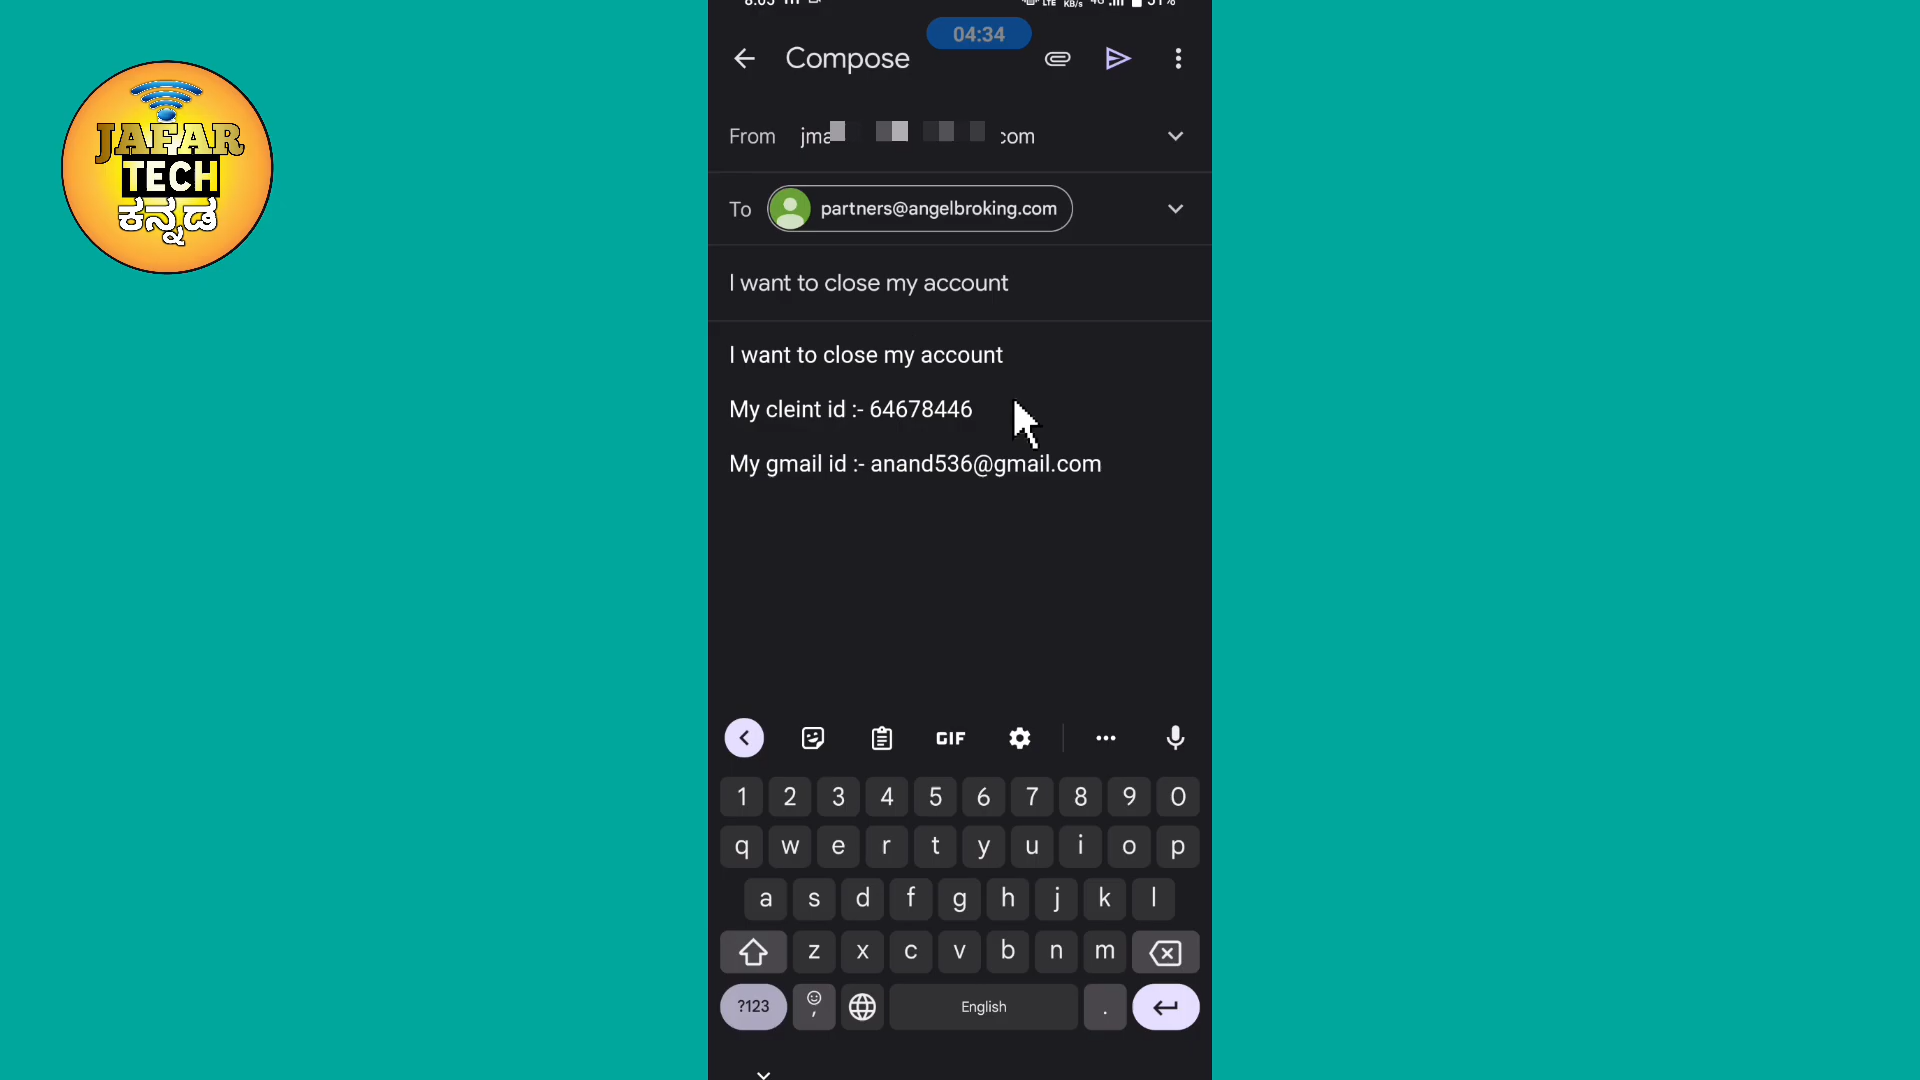 JAFAR
TECH
ಕನ್ನಡ
04:34
Compose
From
To partners@angelbroking.com
I want to close my account
I want to close my account
My cleint id :- 64678446
My gmail id :- anand536@gmail.com
GIF
1 2 3 4 5 6 7 8 9 0
q w e r t y u i o p
a s d f g h j k l
z x c v b n m
?123 , English .